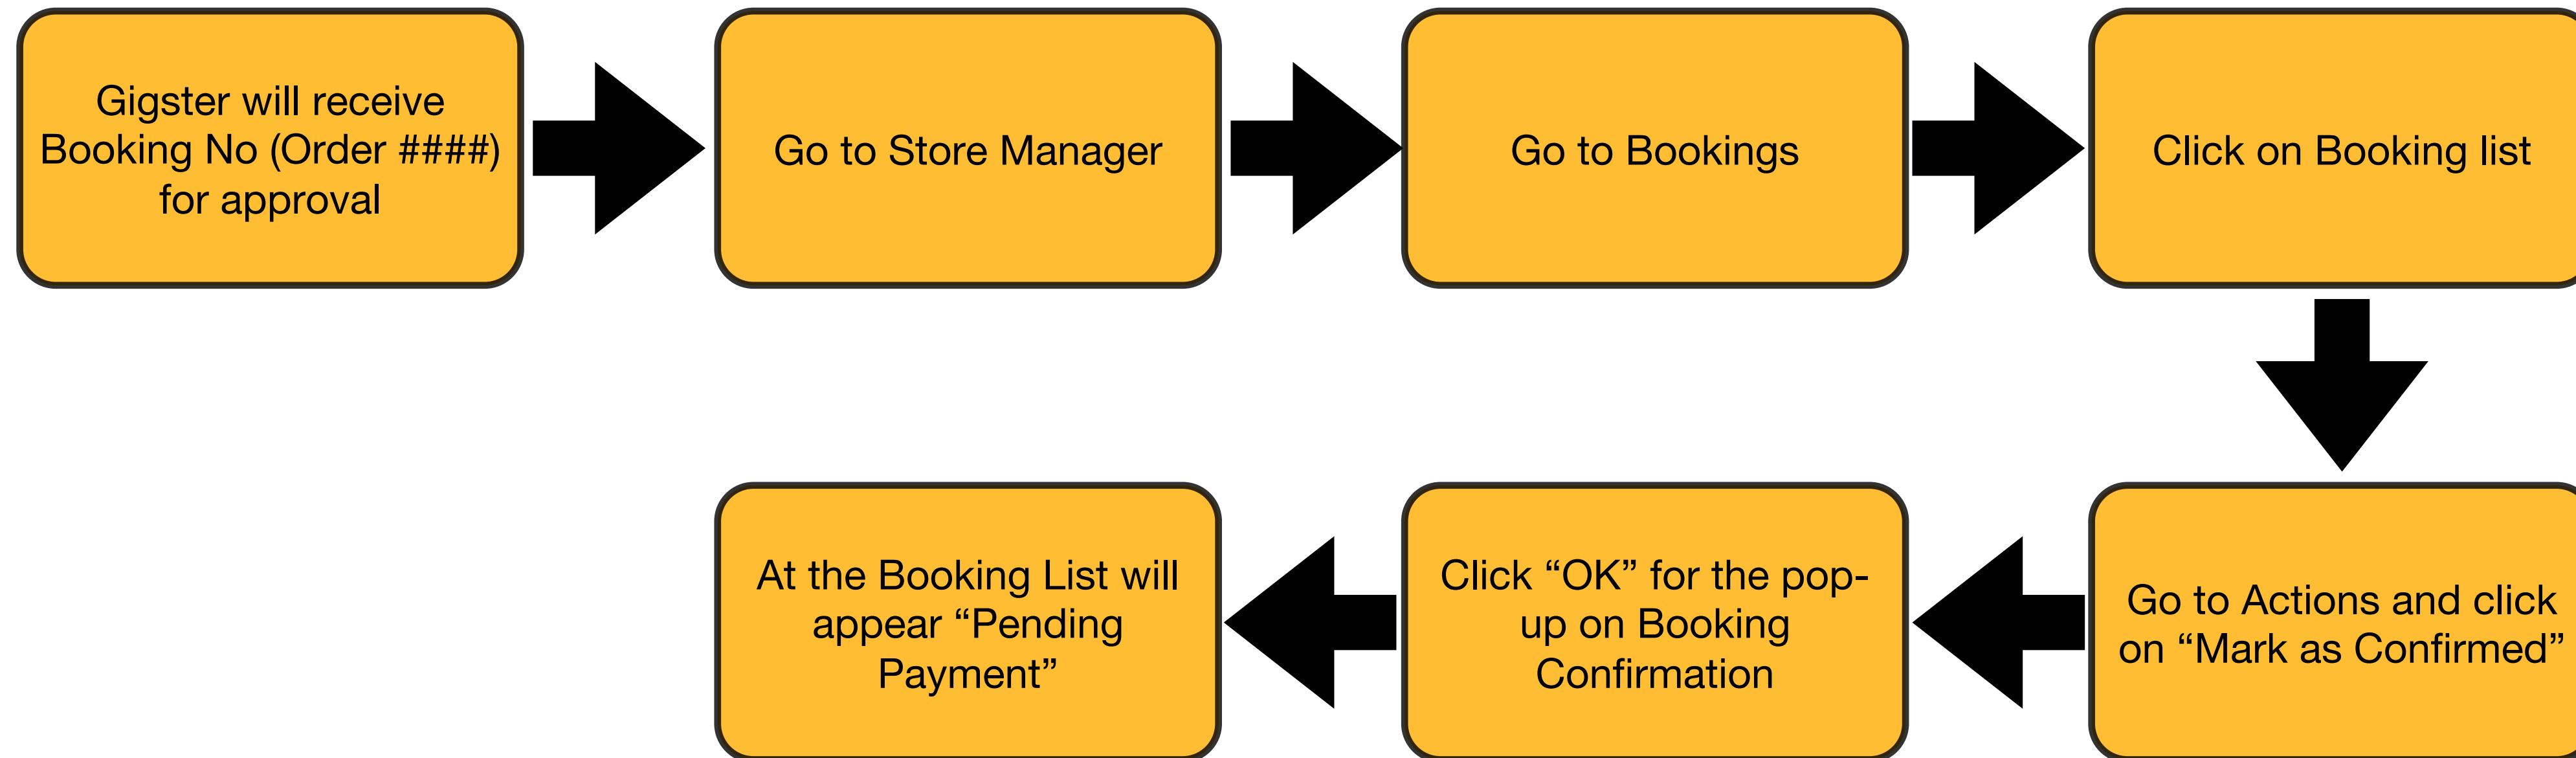 Gigster will receive
Booking No (Order ####)
for approval
Go to Store Manager
Go to Bookings
Click on Booking list
Go to Actions and click
on “Mark as Confirmed”
Click “OK” for the pop-
up on Booking
Confirmation
At the Booking List will
appear “Pending
Payment”